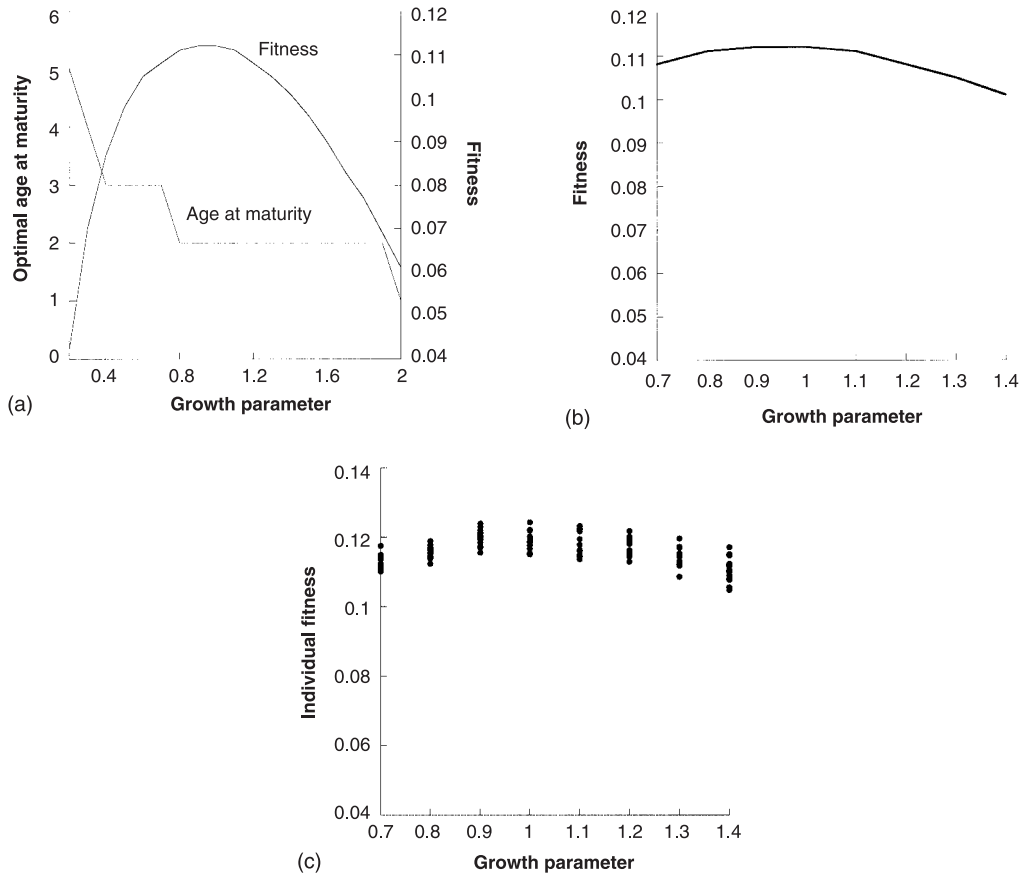 6
5
4
3
2
1
0
Optimal age at maturity
Fitness
Age at maturity
0.12
0.11
0.1
0.09
0.08
0.07
0.06
0.05
0.04
Fitness
0.4 0.8 1.2 1.6 2
Growth parameter
(a)
0.12
0.11
0.1
0.09
0.08
0.07
0.06
0.05
0.04
Fitness
0.7 0.8 0.9 1 1.1 1.2 1.3 1.4
Growth parameter
(b)
0.14
0.12
0.1
0.08
0.06
0.04
Individual fitness
0.7 0.8 0.9 1 1.1 1.2 1.3 1.4
Growth parameter
(c)